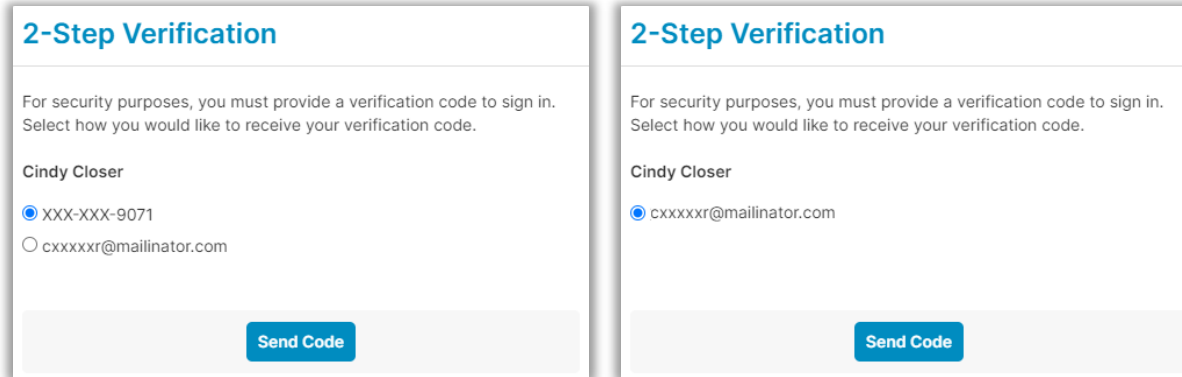 2-Step Verification
For security purposes, you must provide a verification code to sign in.
Select how you would like to receive your verification code.
Cindy Closer
XXX-XXX-9071
cxxxxxr@mailinator.com
Send Code
2-Step Verification
For security purposes, you must provide a verification code to sign in.
Select how you would like to receive your verification code.
Cindy Closer
cxxxxxr@mailinator.com
Send Code